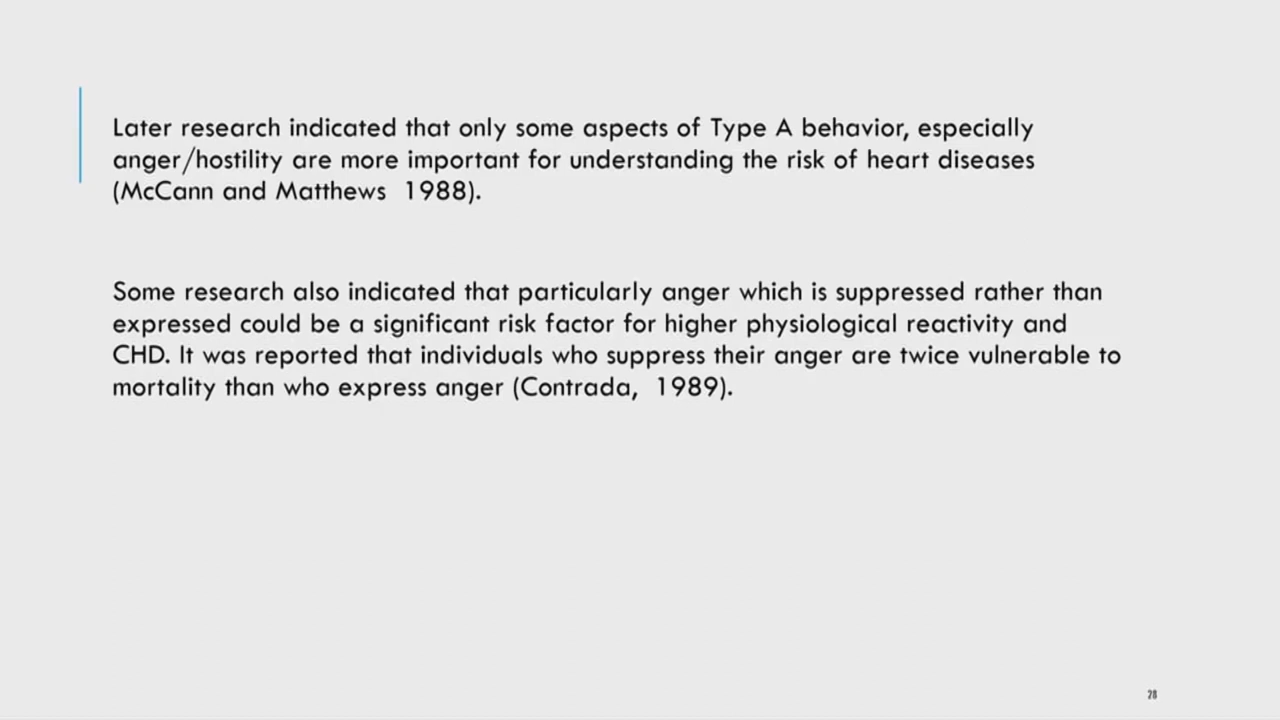 Later research indicated that only some aspects of Type A behavior, especially
anger/hostility are more important for understanding the risk of heart diseases
(McCann and Matthews  1988).
Some research also indicated that particularly anger which is suppressed rather than
expressed could be a significant risk factor for higher physiological reactivity and
CHD. It was reported that individuals who suppress their anger are twice vulnerable to
mortality than who express anger (Contrada,  1989).
28